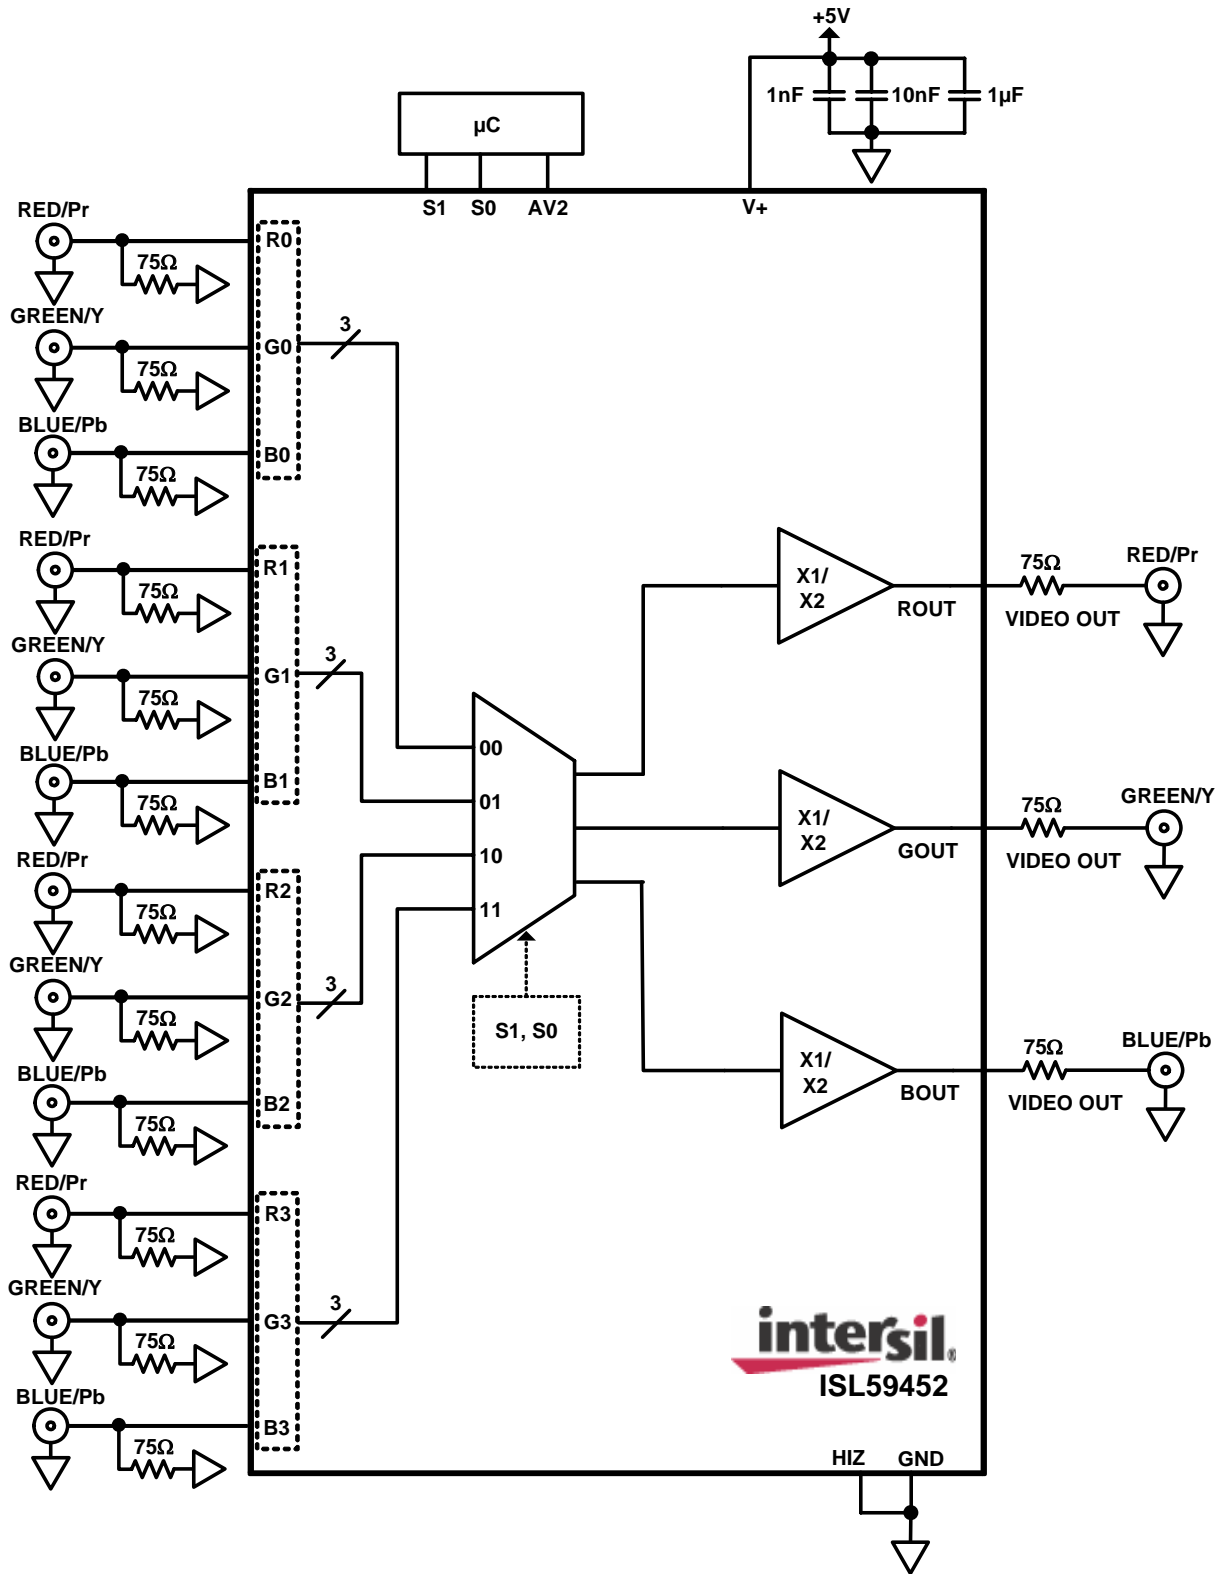 +5V
1nF
10nF
1µF
µC
S1
S0
AV2
V+
RED/Pr
75Ω
R0
GREEN/Y
75Ω
G0
3
BLUE/Pb
75Ω
B0
RED/Pr
75Ω
R1
GREEN/Y
75Ω
G1
3
BLUE/Pb
75Ω
B1
RED/Pr
75Ω
R2
GREEN/Y
75Ω
G2
3
BLUE/Pb
75Ω
B2
RED/Pr
75Ω
R3
GREEN/Y
75Ω
G3
3
BLUE/Pb
75Ω
B3
00
01
10
11
S1, S0
X1/
X2
ROUT
75Ω
VIDEO OUT
RED/Pr
X1/
X2
GOUT
75Ω
VIDEO OUT
GREEN/Y
X1/
X2
BOUT
75Ω
VIDEO OUT
BLUE/Pb
intersil®
ISL59452
HIZ
GND